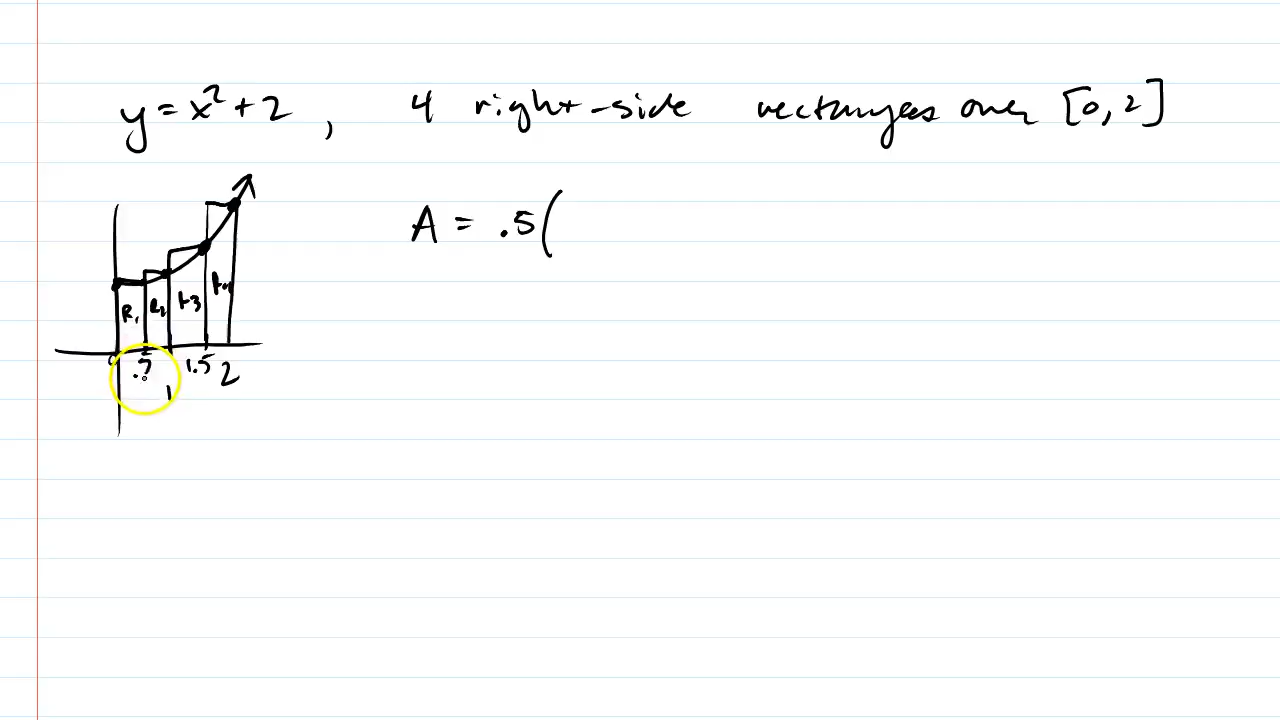 y = x² + 2 , 4 right-side rectangles over [0, 2]
A = .5(
R₁ R₂ r₃ r₄
0 .5 1 1.5 2